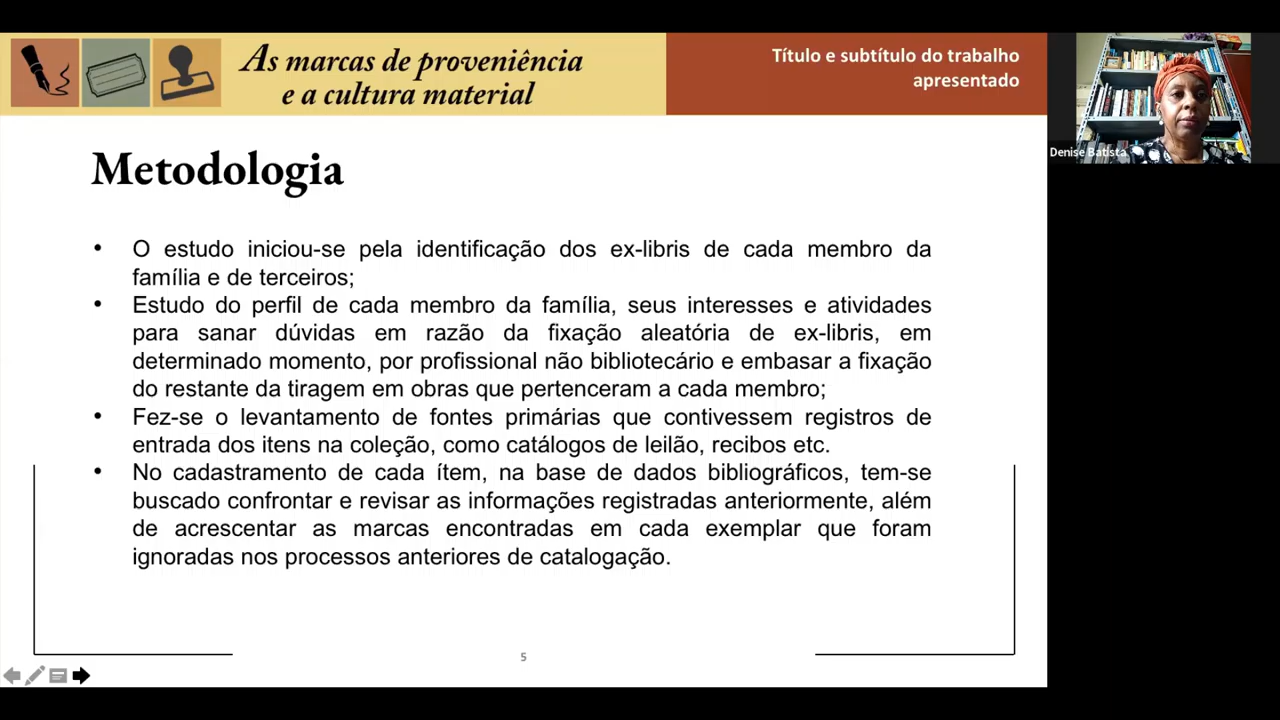 As marcas de proveniência
e a cultura material
Título e subtítulo do trabalho
apresentado
Denise Batista
Metodologia
• O estudo iniciou-se pela identificação dos ex-libris de cada membro da
família e de terceiros;
• Estudo do perfil de cada membro da família, seus interesses e atividades
para sanar dúvidas em razão da fixação aleatória de ex-libris, em
determinado momento, por profissional não bibliotecário e embasar a fixação
do restante da tiragem em obras que pertenceram a cada membro;
• Fez-se o levantamento de fontes primárias que contivessem registros de
entrada dos itens na coleção, como catálogos de leilão, recibos etc.
• No cadastramento de cada ítem, na base de dados bibliográficos, tem-se
buscado confrontar e revisar as informações registradas anteriormente, além
de acrescentar as marcas encontradas em cada exemplar que foram
ignoradas nos processos anteriores de catalogação.
5